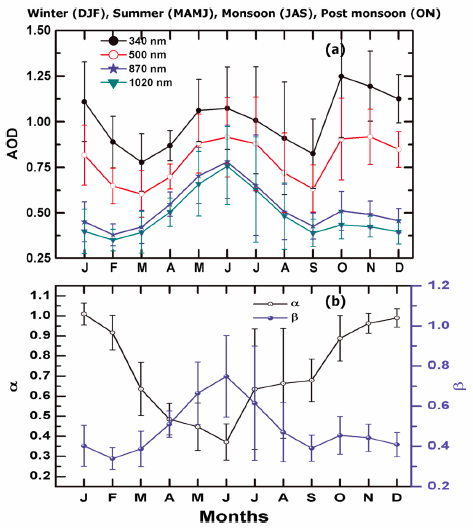 Winter (DJF), Summer (MAMJ), Monsoon (JAS), Post monsoon (ON)
(a)
340 nm
500 nm
870 nm
1020 nm
AOD
1.50
1.25
1.00
0.75
0.50
0.25
J F M A M J J A S O N D
(b)
α
β
α
1.1
1.0
0.9
0.8
0.7
0.6
0.5
0.4
0.3
0.2
β
1.2
1.0
0.8
0.6
0.4
0.2
J F M A M J J A S O N D
Months